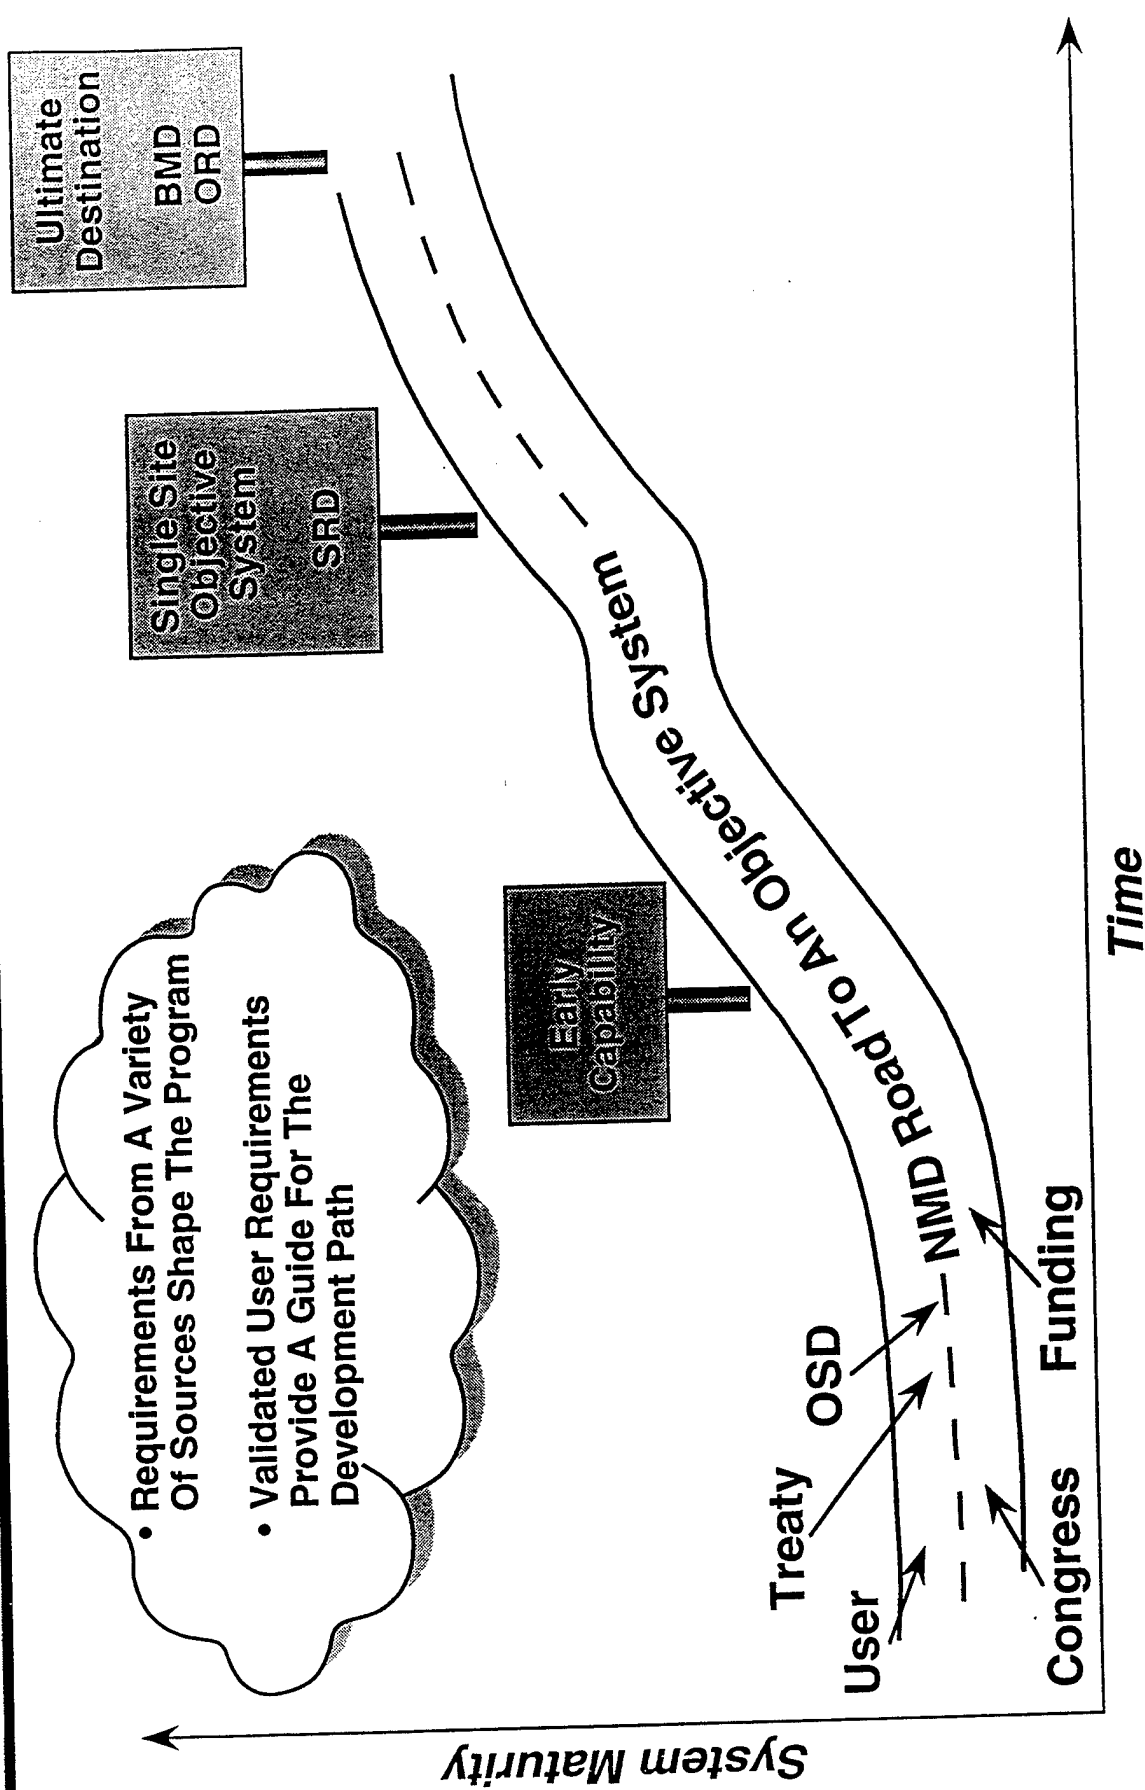 Ultimate
Destination
BMD
ORD
Single Site
Objective
System
SRD
• Requirements From A Variety
Of Sources Shape The Program
• Validated User Requirements
Provide A Guide For The
Development Path
Early
Capability
NMD Road To An Objective System
User
Treaty
OSD
Congress
Funding
System Maturity
Time